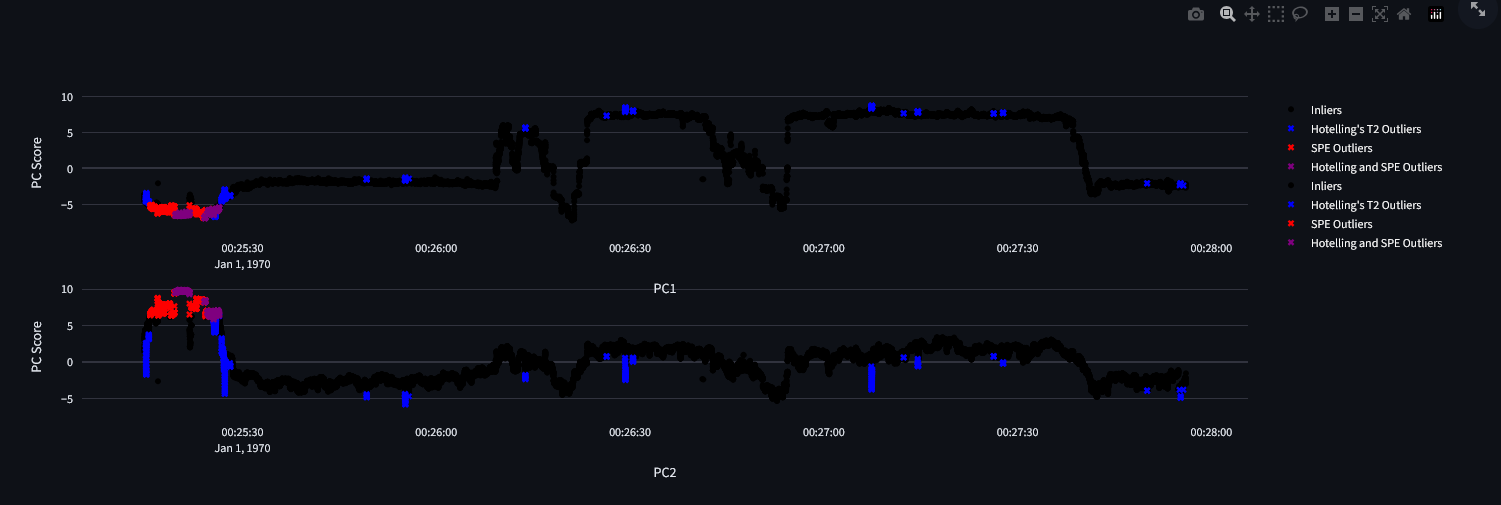 10
5
0
−5
PC Score
00:25:30
Jan 1, 1970
00:26:00
00:26:30
00:27:00
00:27:30
00:28:00
PC1
Inliers
Hotelling's T2 Outliers
SPE Outliers
Hotelling and SPE Outliers
Inliers
Hotelling's T2 Outliers
SPE Outliers
Hotelling and SPE Outliers
10
5
0
−5
PC Score
00:25:30
Jan 1, 1970
00:26:00
00:26:30
00:27:00
00:27:30
00:28:00
PC2